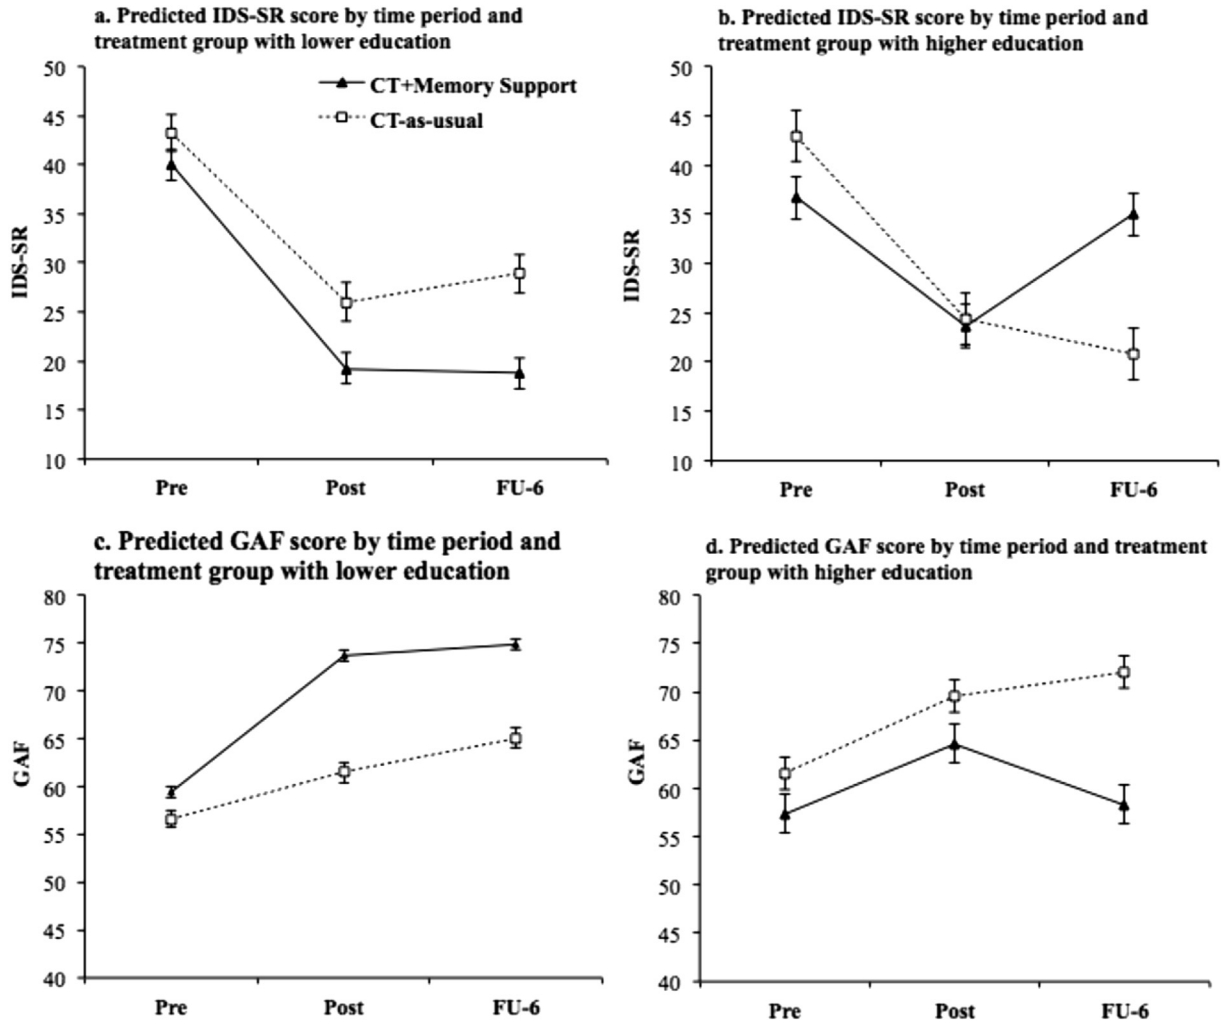 a. Predicted IDS-SR score by time period and
treatment group with lower education
50
45
40
35
30
25
20
15
10
IDS-SR
CT+Memory Support
CT-as-usual
Pre Post FU-6
b. Predicted IDS-SR score by time period and
treatment group with higher education
50
45
40
35
30
25
20
15
10
IDS-SR
Pre Post FU-6
c. Predicted GAF score by time period and
treatment group with lower education
80
75
70
65
60
55
50
45
40
GAF
Pre Post FU-6
d. Predicted GAF score by time period and treatment
group with higher education
80
75
70
65
60
55
50
45
40
GAF
Pre Post FU-6